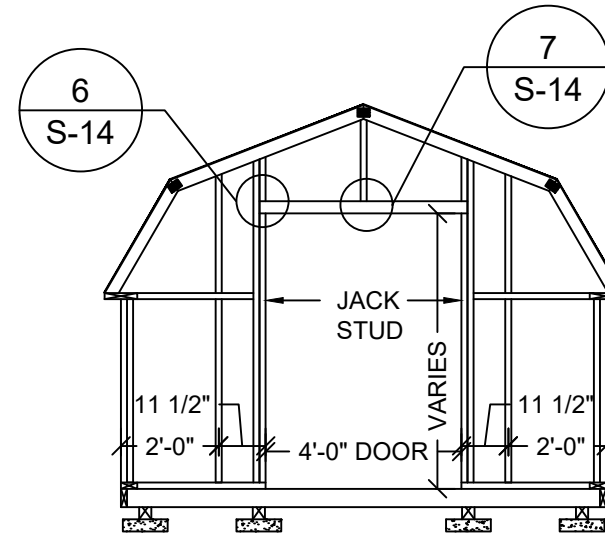 6
S-14
7
S-14
JACK
STUD
VARIES
11 1/2"
11 1/2"
2'-0"
4'-0" DOOR
2'-0"